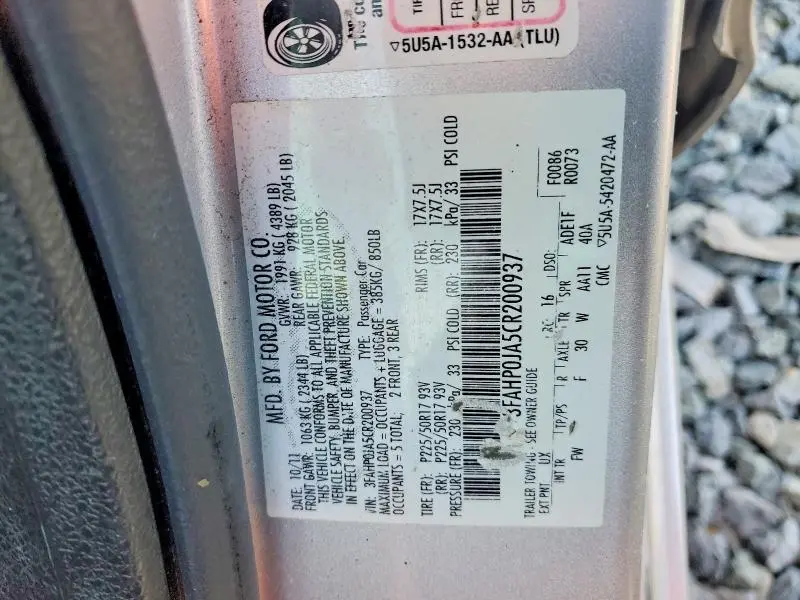 5U5A-1532-AA (TLU)
MFD. BY FORD MOTOR CO.
DATE: 10/11 GVWR: 1991 KG ( 4389 LB)
FRONT GAWR: 1063 KG ( 2344 LB) REAR GAWR: 928 KG ( 2045 LB)
THIS VEHICLE CONFORMS TO ALL APPLICABLE FEDERAL MOTOR
VEHICLE SAFETY, BUMPER, AND THEFT PREVENTION STANDARDS
IN EFFECT ON THE DATE OF MANUFACTURE SHOWN ABOVE.
VIN: 3FAHP0JA5CR200937 TYPE: Passenger Car
MAXIMUM LOAD = OCCUPANTS + LUGGAGE = 385KG/ 850LB
OCCUPANTS = 5 TOTAL, 2 FRONT, 3 REAR
TIRE (FR): P225/50R17 93V RIMS (FR): 17X7.5J
(RR): P225/50R17 93V (RR): 17X7.5J
PRESSURE (FR): 230 kPa/ 33 PSI COLD (RR): 230 kPa/ 33 PSI COLD
3FAHP0JA5CR200937
F0086
R0073
TRAILER TOWING - SEE OWNER GUIDE
EXT PNT: UX RC: 16 DSO: ADE1F
INT TR TP/PS R AXLE TR SPR 40A
FW F 30 W AA11
CMC 5U5A-5420472-AA